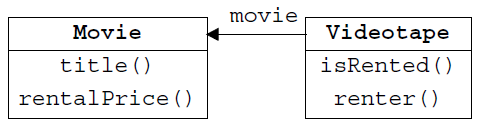 movie
Movie
title()
rentalPrice()
Videotape
isRented()
renter()